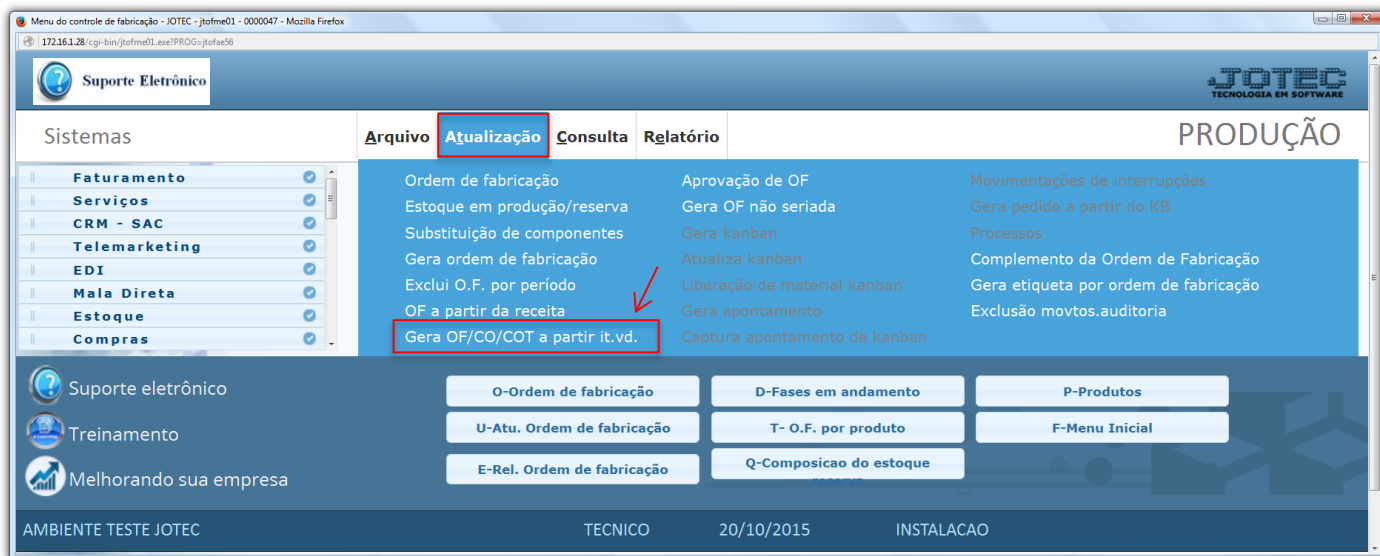 Menu do controle de fabricação - JOTEC - jtofme01 - 0000047 - Mozilla Firefox
172.16.1.28/cgi-bin/jtofme01.exe?PROG=jtofae56
Suporte Eletrônico
JOTEC
TECNOLOGIA EM SOFTWARE
Sistemas
Arquivo Atualização Consulta Relatório
PRODUÇÃO
Faturamento
Serviços
CRM - SAC
Telemarketing
EDI
Mala Direta
Estoque
Compras
Ordem de fabricação
Estoque em produção/reserva
Substituição de componentes
Gera ordem de fabricação
Exclui O.F. por período
OF a partir da receita
Gera OF/CO/COT a partir it.vd.
Aprovação de OF
Gera OF não seriada
Gera kanban
Atualiza kanban
Liberação de material kanban
Gera apontamento
Captura apontamento de kanban
Movimentações de interrupções
Gera pedido a partir do KB
Processos
Complemento da Ordem de Fabricação
Gera etiqueta por ordem de fabricação
Exclusão movtos.auditoria
Suporte eletrônico
Treinamento
Melhorando sua empresa
O-Ordem de fabricação
D-Fases em andamento
P-Produtos
U-Atu. Ordem de fabricação
T- O.F. por produto
F-Menu Inicial
E-Rel. Ordem de fabricação
Q-Composicao do estoque
AMBIENTE TESTE JOTEC
TECNICO
20/10/2015
INSTALACAO